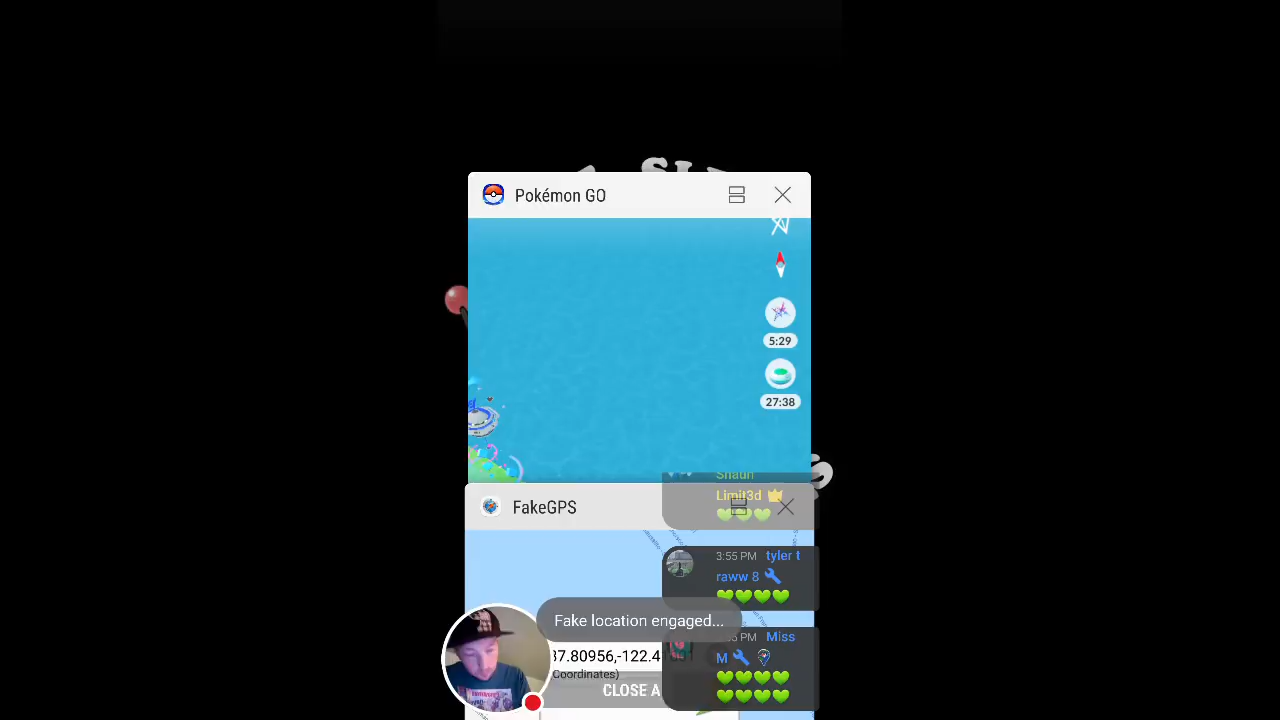 Pokémon GO
5:29
27:38
Shaun
Limit3d
FakeGPS
3:55 PM tyler t
raww 8
Fake location engaged...
PM Miss
M
37.80956,-122.4
Coordinates)
CLOSE A